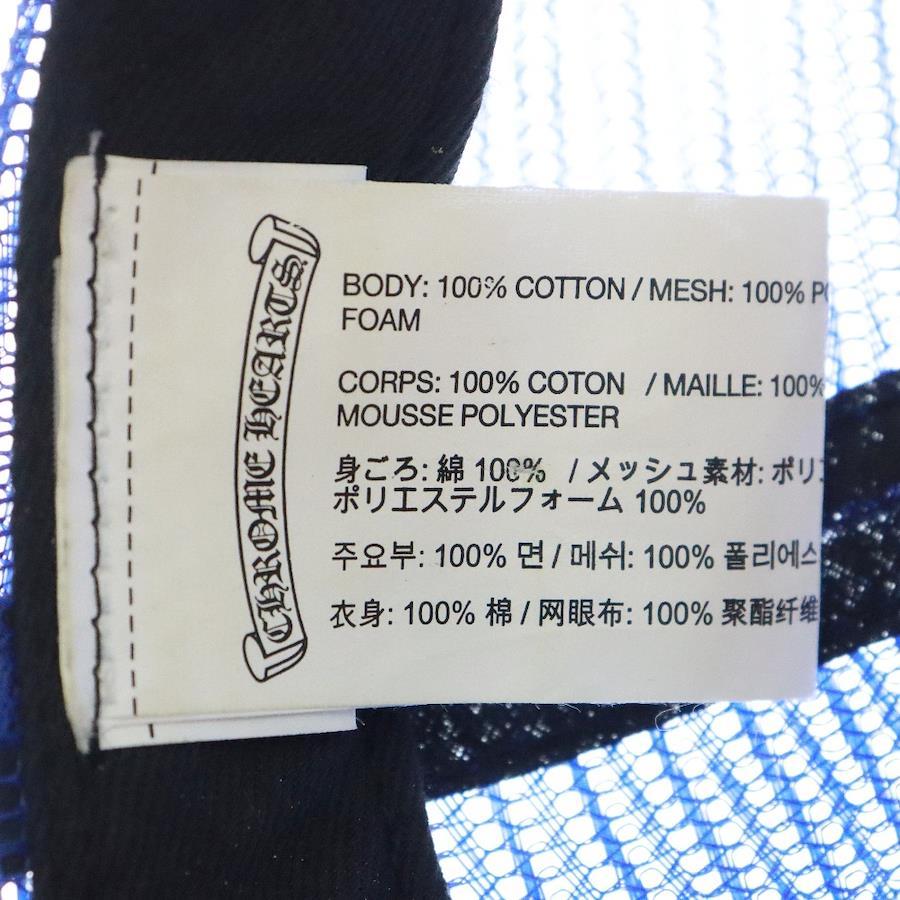 CHROME HEARTS
BODY: 100% COTTON / MESH: 100%
FOAM
CORPS: 100% COTON / MAILLE: 100%
MOUSSE POLYESTER
身ごろ: 綿 100% / メッシュ素材: ポリ
ポリエステルフォーム 100%
주요부: 100% 면 / 메쉬: 100% 폴리에스
衣身: 100% 棉 / 网眼布: 100% 聚酯纤维